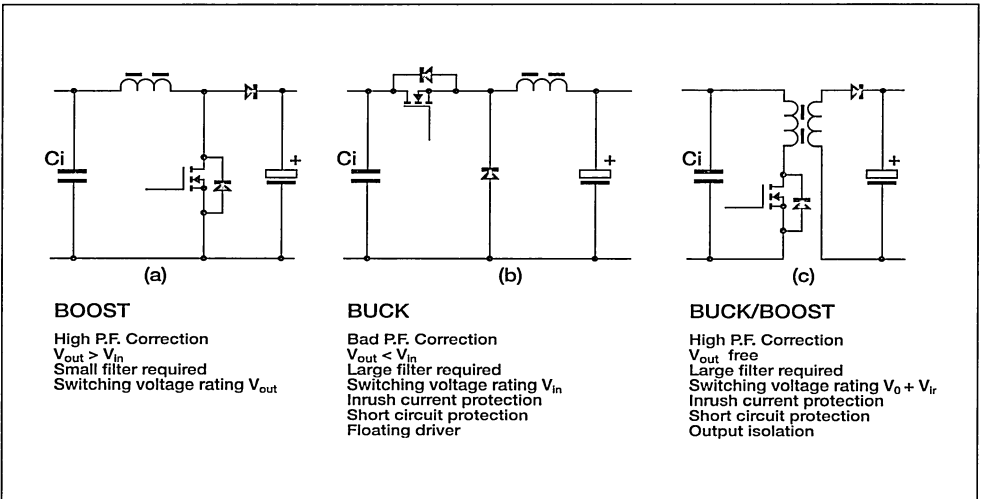 Ci
+
(a)
BOOST
High P.F. Correction
Vout > Vin
Small filter required
Switching voltage rating Vout
Ci
+
(b)
BUCK
Bad P.F. Correction
Vout < Vin
Large filter required
Switching voltage rating Vin
Inrush current protection
Short circuit protection
Floating driver
Ci
+
(c)
BUCK/BOOST
High P.F. Correction
Vout free
Large filter required
Switching voltage rating V0 + Vir
Inrush current protection
Short circuit protection
Output isolation